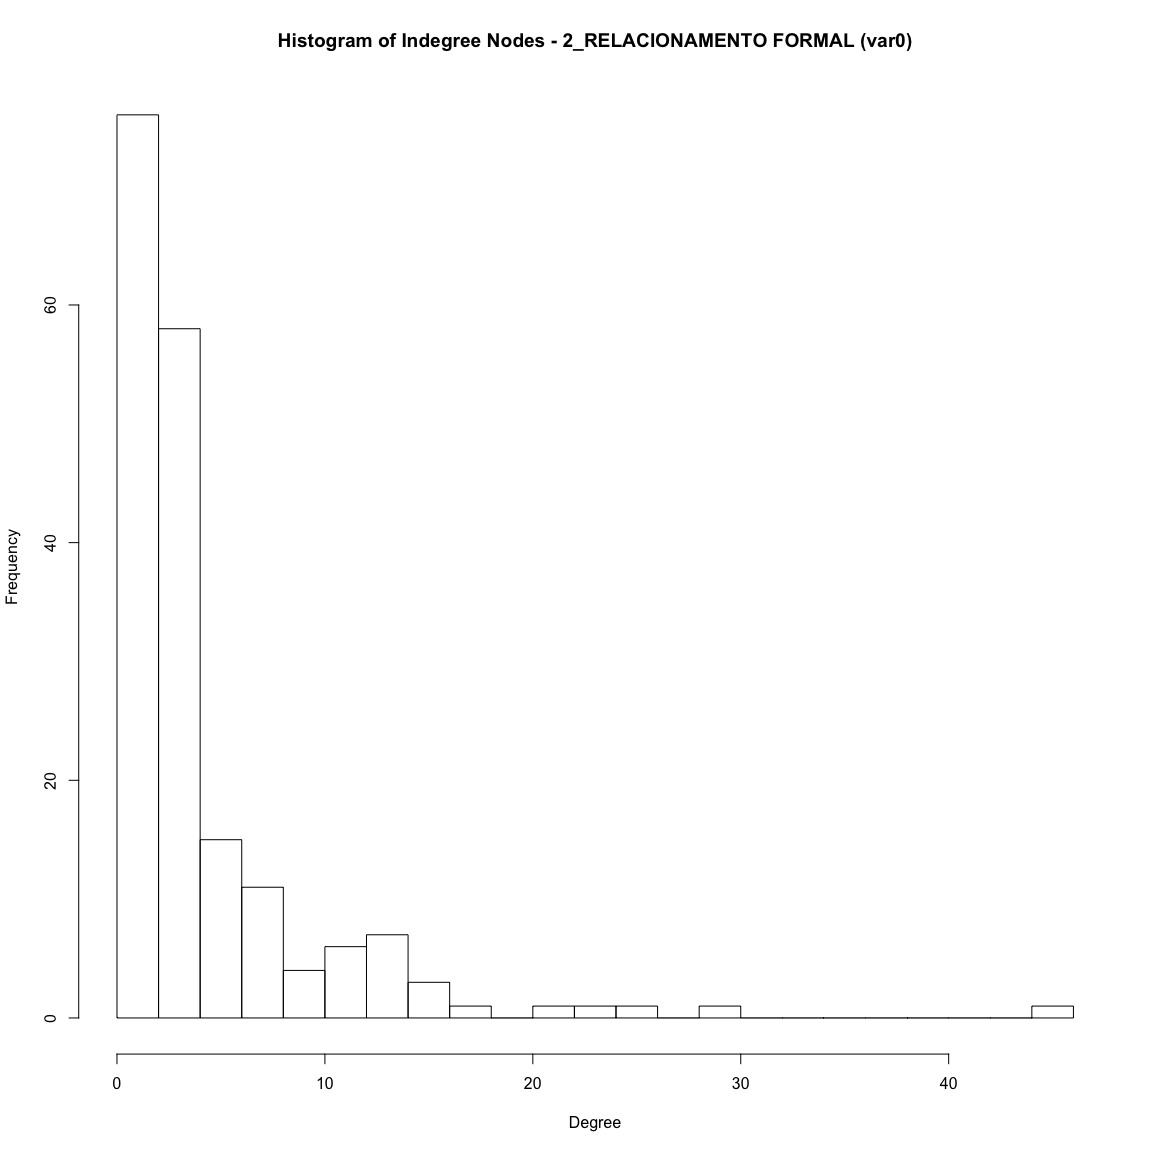 Histogram of Indegree Nodes - 2_RELACIONAMENTO FORMAL (var0)
Frequency
60
40
20
0
0 10 20 30 40
Degree